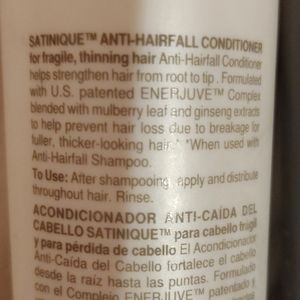 SATINIQUE™ ANTI-HAIRFALL CONDITIONER
for fragile, thinning hair Anti-Hairfall Conditioner
helps strengthen hair from root to tip. Formulated
with U.S. patented ENERJUVE™ Complex
blended with mulberry leaf and ginseng extracts
to help prevent hair loss due to breakage for
fuller, thicker-looking hair.* *When used with
Anti-Hairfall Shampoo.
To Use: After shampooing, apply and distribute
throughout hair. Rinse.
ACONDICIONADOR ANTI-CAÍDA DEL
CABELLO SATINIQUE™ para cabello frágil
y para pérdida de cabello El Acondicionador
Anti-Caída del Cabello fortalece el cabello
desde la raíz hasta las puntas. Formulado
con el Complejo ENERJUVE™ patentado y